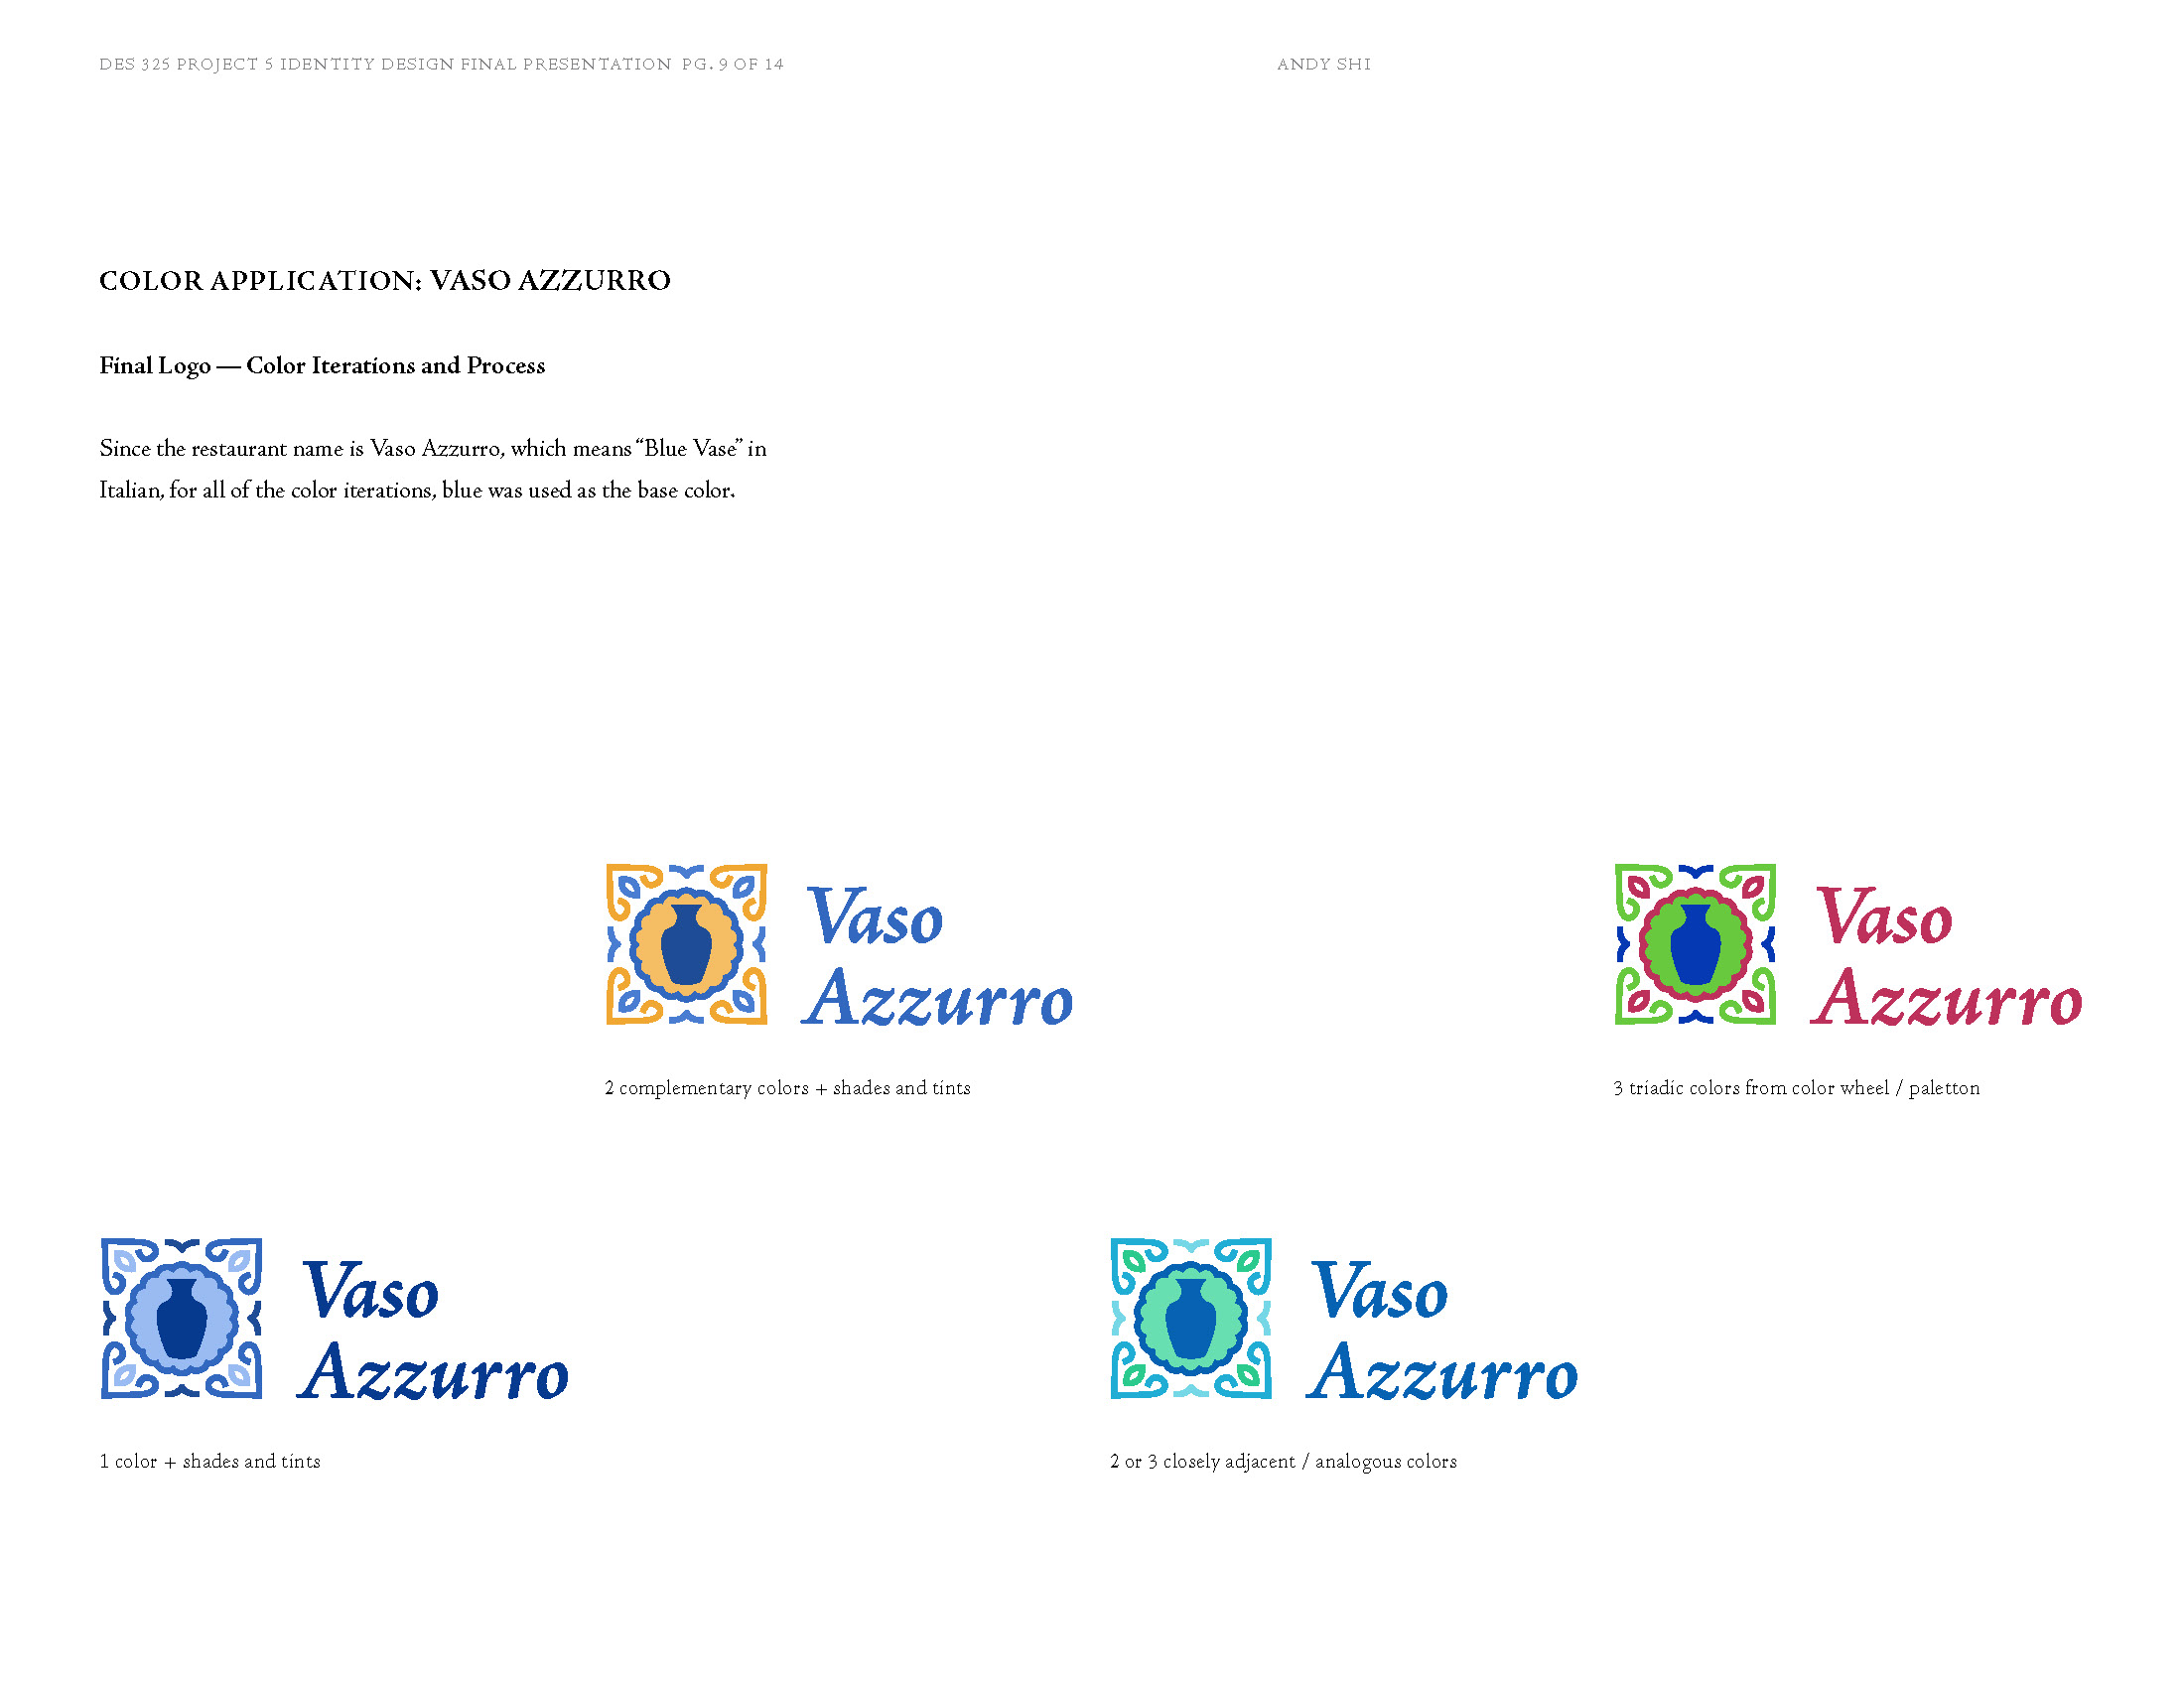 DES 325 PROJECT 5 IDENTITY DESIGN FINAL PRESENTATION PG. 9 OF 14
ANDY SHI
COLOR APPLICATION: VASO AZZURRO
Final Logo — Color Iterations and Process
Since the restaurant name is Vaso Azzurro, which means “Blue Vase” in
Italian, for all of the color iterations, blue was used as the base color.
Vaso
Azzurro
2 complementary colors + shades and tints
Vaso
Azzurro
3 triadic colors from color wheel / paletton
Vaso
Azzurro
1 color + shades and tints
Vaso
Azzurro
2 or 3 closely adjacent / analogous colors